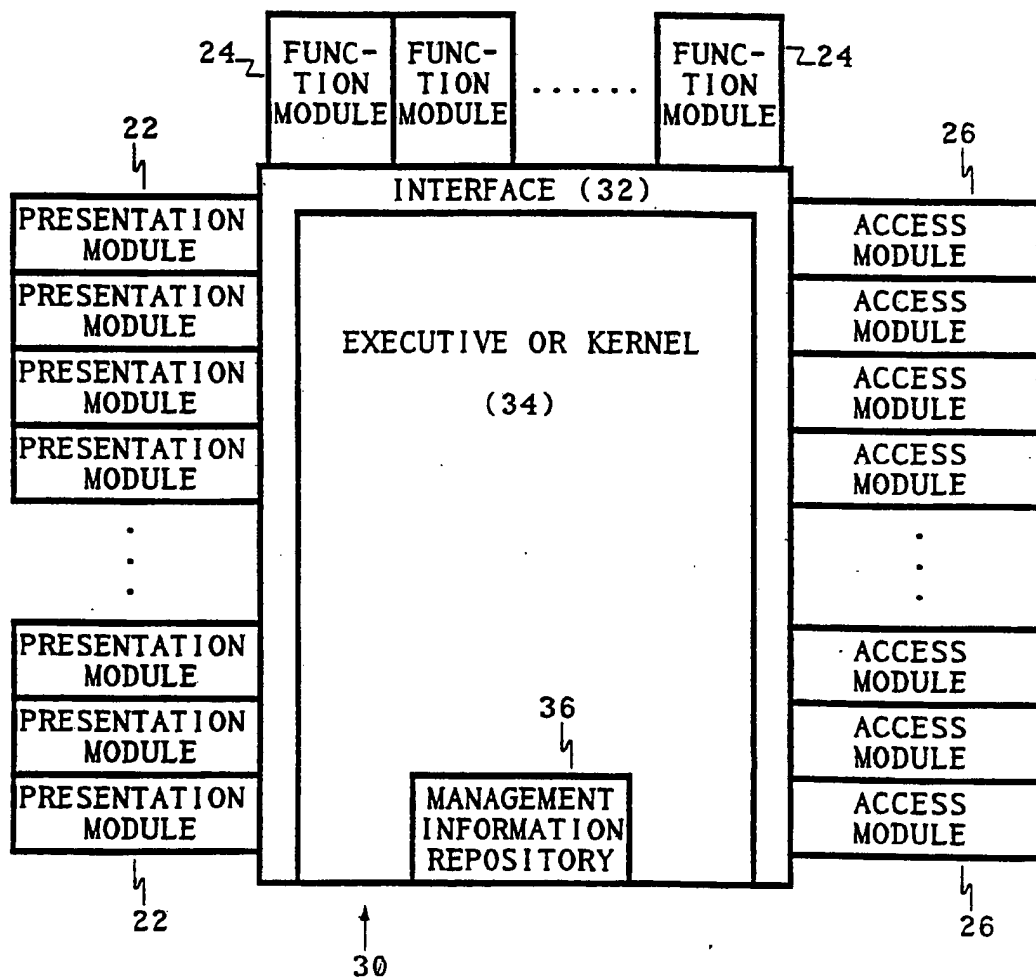 24
FUNC-
TION
MODULE
FUNC-
TION
MODULE
......
FUNC-
TION
MODULE
24
22
26
INTERFACE (32)
PRESENTATION
MODULE
PRESENTATION
MODULE
PRESENTATION
MODULE
PRESENTATION
MODULE
PRESENTATION
MODULE
PRESENTATION
MODULE
PRESENTATION
MODULE
22
EXECUTIVE OR KERNEL
(34)
36
MANAGEMENT
INFORMATION
REPOSITORY
30
ACCESS
MODULE
ACCESS
MODULE
ACCESS
MODULE
ACCESS
MODULE
ACCESS
MODULE
ACCESS
MODULE
ACCESS
MODULE
26